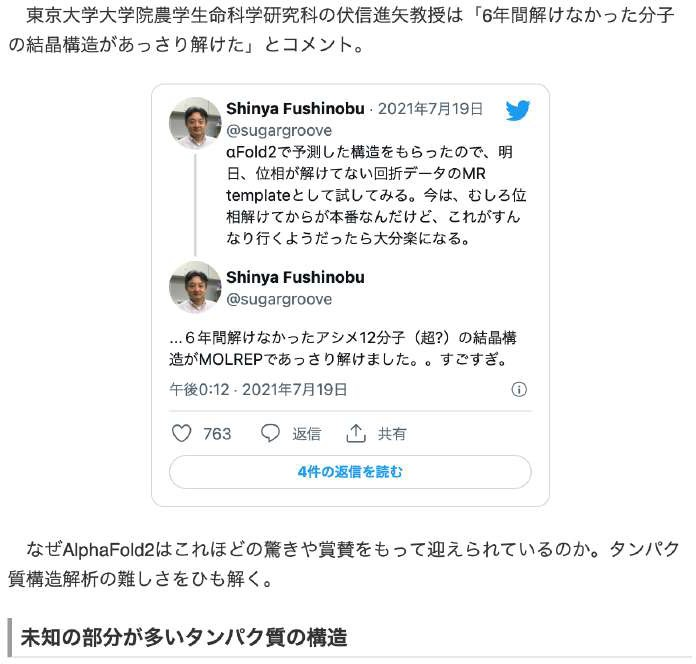 東京大学大学院農学生命科学研究科の伏信進矢教授は「6年間解けなかった分子
の結晶構造があっさり解けた」とコメント。
Shinya Fushinobu · 2021年7月19日
@sugargroove
αFold2で予測した構造をもらったので、明
日、位相が解けてない回折データのMR
templateとして試してみる。今は、むしろ位
相解けてからが本番なんだけど、これがすん
なり行くようだったら大分楽になる。
Shinya Fushinobu
@sugargroove
…６年間解けなかったアシメ12分子（超?）の結晶構
造がMOLREPであっさり解けました。。すごすぎ。
午後0:12 · 2021年7月19日
763 返信 共有
4件の返信を読む
なぜAlphaFold2はこれほどの驚きや賞賛をもって迎えられているのか。タンパク
質構造解析の難しさをひも解く。
未知の部分が多いタンパク質の構造